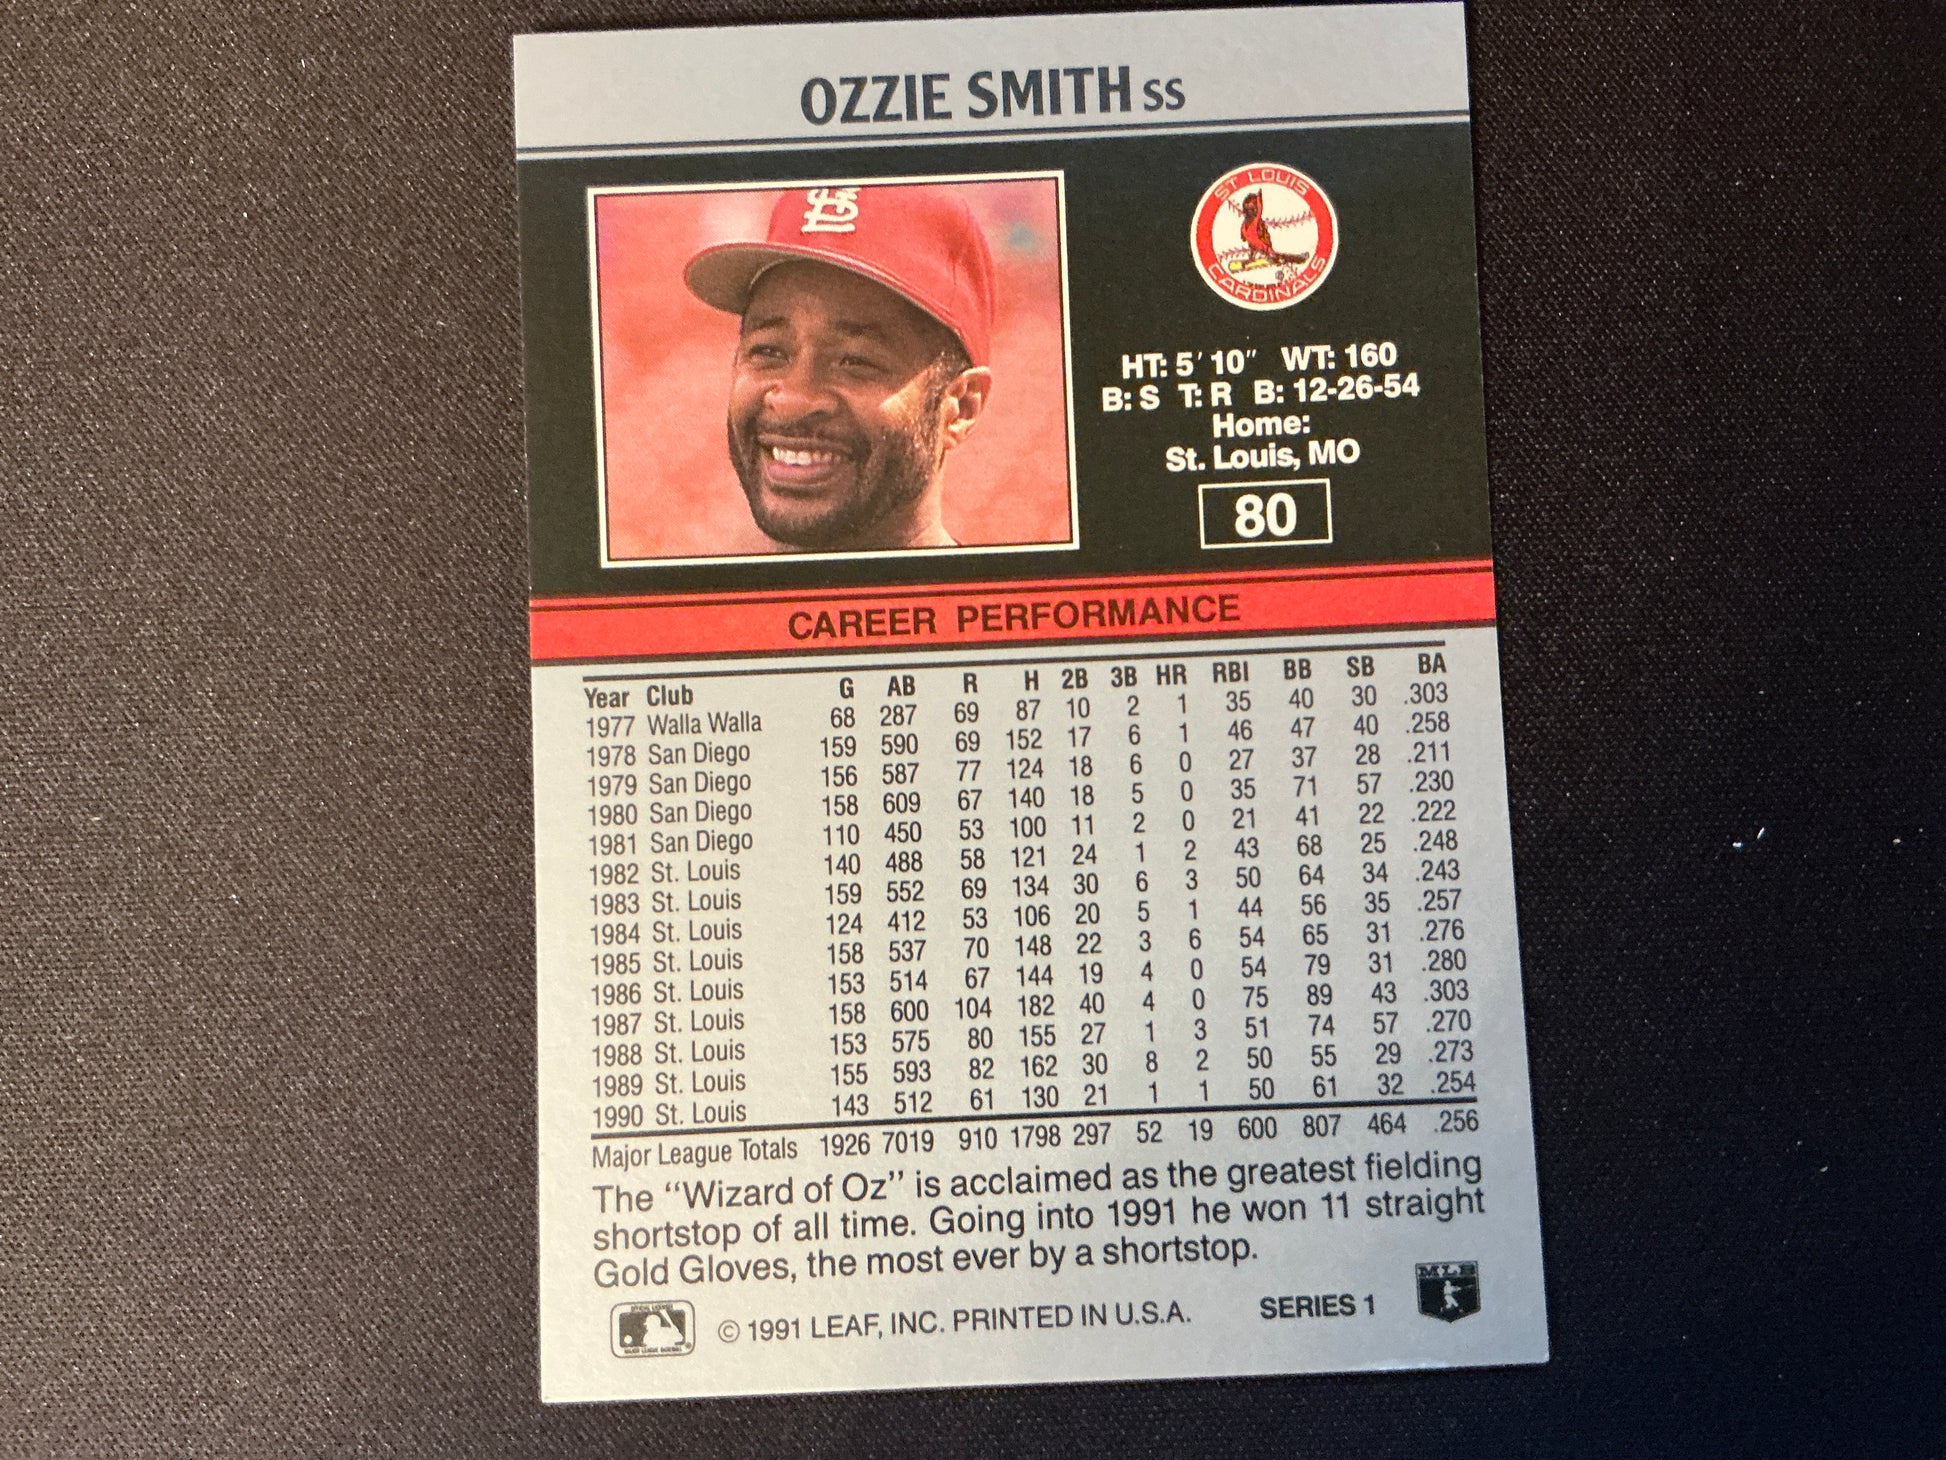 OZZIE SMITH SS
ST LOUIS
CARDINALS
HT: 5' 10" WT: 160
B: S T: R B: 12-26-54
Home:
St. Louis, MO
80
CAREER PERFORMANCE
Year Club G AB R H 2B 3B HR RBI BB SB BA
1977 Walla Walla 68 287 69 87 10 2 1 35 40 30 .303
1978 San Diego 159 590 69 152 17 6 1 46 47 40 .258
1979 San Diego 156 587 77 124 18 6 0 27 37 28 .211
1980 San Diego 158 609 67 140 18 5 0 35 71 57 .230
1981 San Diego 110 450 53 100 11 2 0 21 41 22 .222
1982 St. Louis 140 488 58 121 24 1 2 43 68 25 .248
1983 St. Louis 159 552 69 134 30 6 3 50 64 34 .243
1984 St. Louis 124 412 53 106 20 5 1 44 56 35 .257
1985 St. Louis 158 537 70 148 22 3 6 54 65 31 .276
1986 St. Louis 153 514 67 144 19 4 0 54 79 31 .280
1987 St. Louis 158 600 104 182 40 4 0 75 89 43 .303
1988 St. Louis 153 575 80 155 27 1 3 51 74 57 .270
1989 St. Louis 155 593 82 162 30 8 2 50 55 29 .273
1990 St. Louis 143 512 61 130 21 1 1 50 61 32 .254
Major League Totals 1926 7019 910 1798 297 52 19 600 807 464 .256
The "Wizard of Oz" is acclaimed as the greatest fielding
shortstop of all time. Going into 1991 he won 11 straight
Gold Gloves, the most ever by a shortstop.
© 1991 LEAF, INC. PRINTED IN U.S.A. SERIES 1
MLB